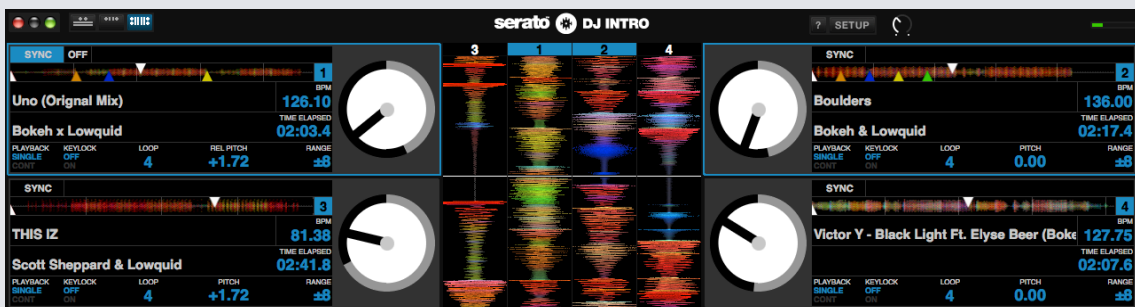 serato DJ INTRO
? SETUP
SYNC OFF
1
BPM
Uno (Orignal Mix) 126.10
TIME ELAPSED
Bokeh x Lowquid 02:03.4
PLAYBACK KEYLOCK LOOP REL PITCH RANGE
SINGLE OFF 4 +1.72 ±8
CONT ON
3 1 2 4
2
BPM
Boulders 136.00
TIME ELAPSED
Bokeh & Lowquid 02:17.4
PLAYBACK KEYLOCK LOOP PITCH RANGE
SINGLE OFF 4 0.00 ±8
CONT ON
SYNC
3
BPM
THIS IZ 81.38
TIME ELAPSED
Scott Sheppard & Lowquid 02:41.8
PLAYBACK KEYLOCK LOOP PITCH RANGE
SINGLE OFF 4 +1.72 ±8
CONT ON
SYNC
4
BPM
Victor Y - Black Light Ft. Elyse Beer (Boke 127.75
TIME ELAPSED
02:07.6
PLAYBACK KEYLOCK LOOP PITCH RANGE
SINGLE OFF 4 0.00 ±8
CONT ON